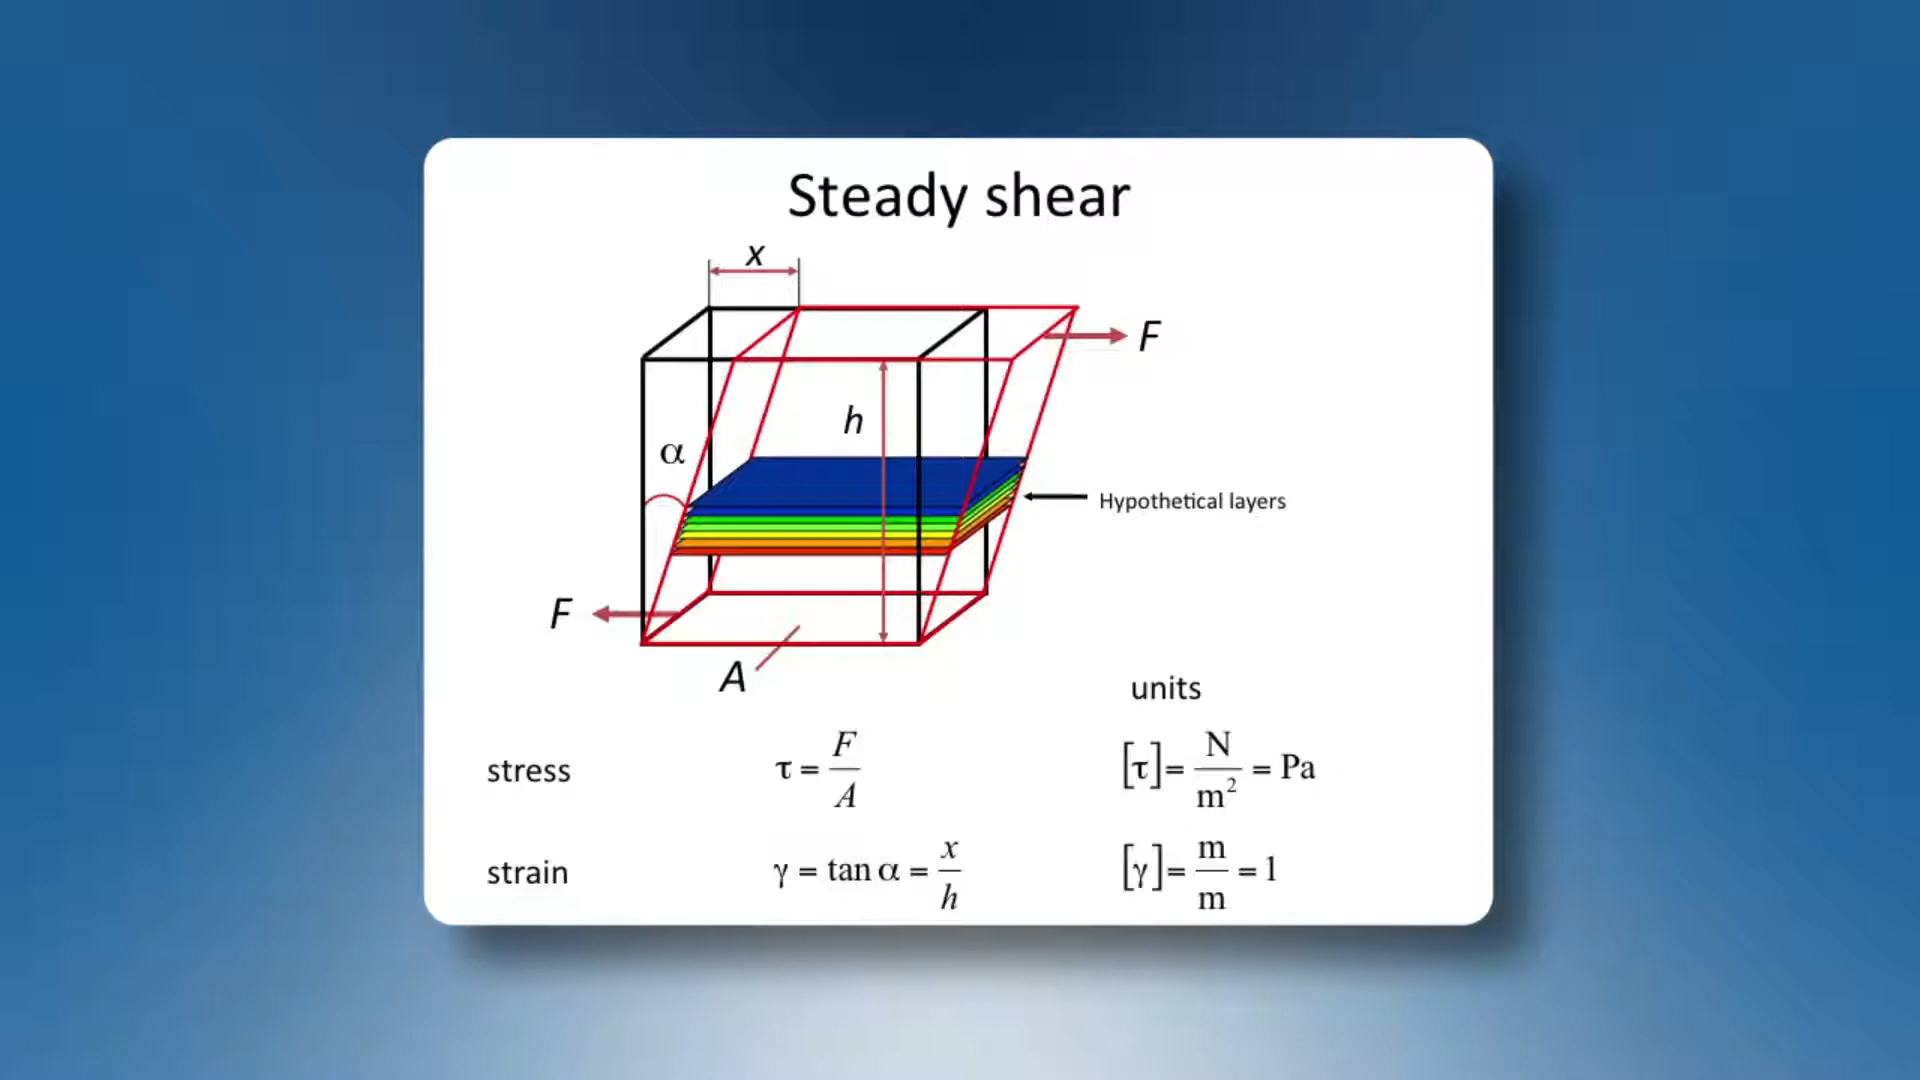 Steady shear
x
F
h
α
Hypothetical layers
F
A
units
stress τ = F/A [τ] = N/m² = Pa
strain γ = tan α = x/h [γ] = m/m = 1